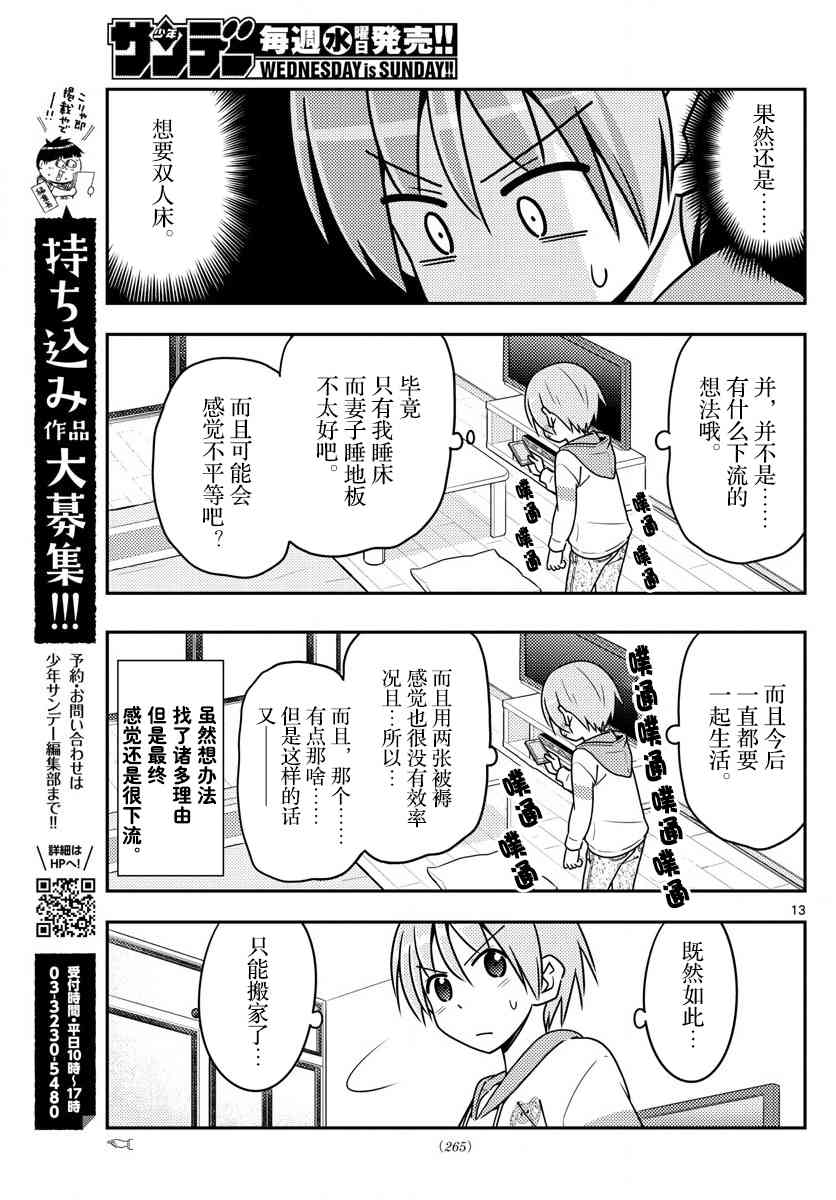 少年サンデー
毎週水曜日発売!!
WEDNESDAY is SUNDAY!!
果然还是……
想要双人床。
并，并不是……
有什么下流的
想法哦。
毕竟
只有我睡床
而妻子睡地板
不太好吧。
而且可能会
感觉不平等吧？
噗通
噗通
噗通
噗通
而且今后
一直都要
一起生活。
而且用两张被褥
感觉也很没有效率
况且…所以…
而且，那个……
有点那啥……
但是这样的话
又——
虽然想办法
找了诸多理由
但是最终
感觉还是很下流。
噗通
噗通
噗通
噗通
噗通
噗通
13
既然如此…
只能搬家了…
(265)
こりゃ即
掲載やで
ー!!
持ち込み作品大募集!!!
予約・お問い合わせは
少年サンデー編集部まで!!
詳細は
HPへ!
受付時間・平日10時〜17時
03-3230-5480